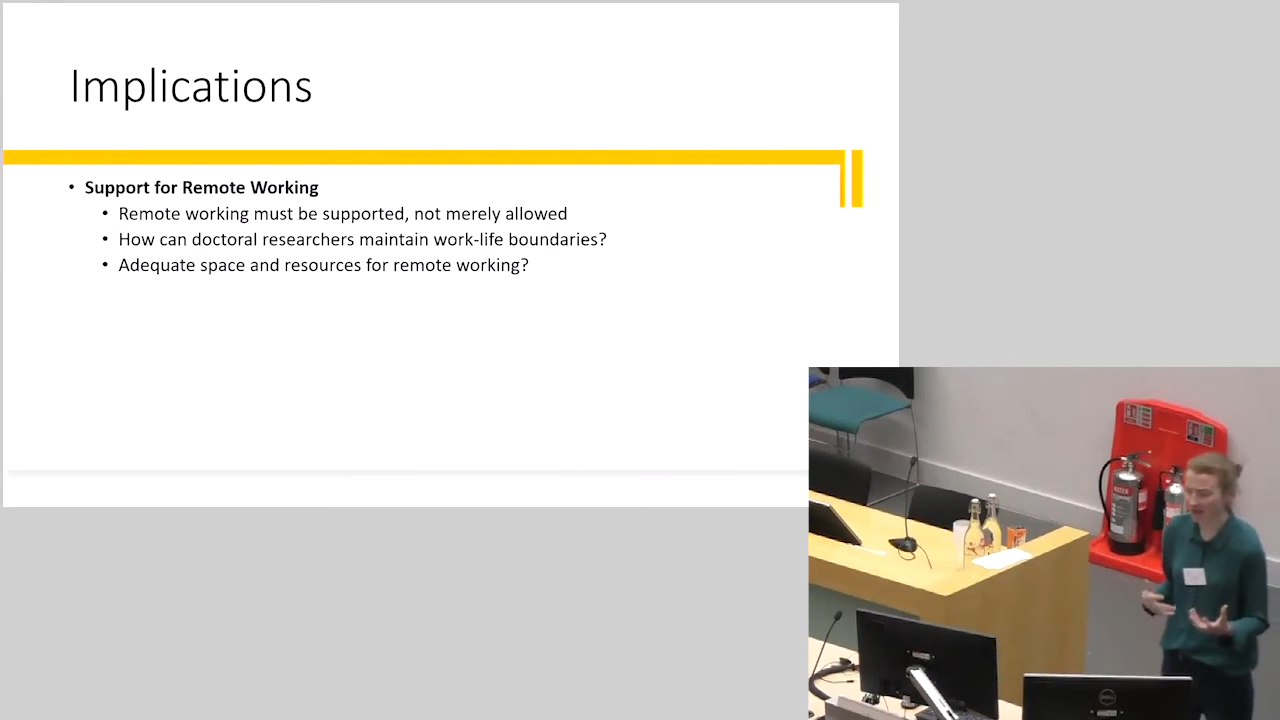 Implications
• Support for Remote Working
• Remote working must be supported, not merely allowed
• How can doctoral researchers maintain work-life boundaries?
• Adequate space and resources for remote working?
WATER
DELL